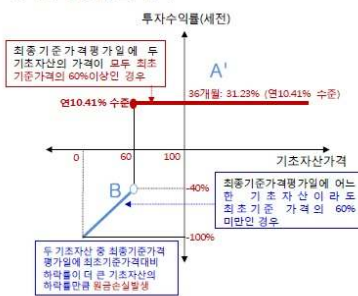 투자수익률(세전)
최종기준가격평가일에 두
기초자산의 가격이 모두 최초
기준가격의 60%이상인 경우
A'
36개월: 31.23% (연10.41% 수준)
연10.41% 수준
0
60
100
기초자산가격
B
-40%
최종기준가격평가일에 어느
한 기초자산이라도
최초기준 가격의 60%
미만인 경우
-100%
두 기초자산 중 최종기준가격
평가일에 최초기준가격대비
하락률이 더 큰 기초자산의
하락률만큼 원금손실발생